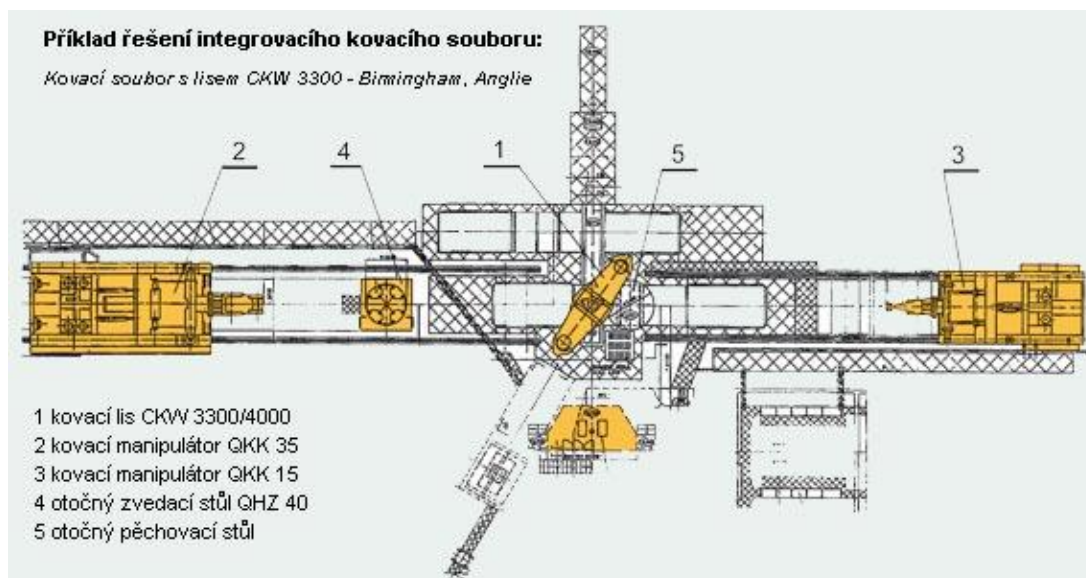 Příklad řešení integrovacího kovacího souboru:
Kovací soubor s lisem CKW 3300 - Birmingham, Anglie
2 4 1 5 3
1 kovací lis CKW 3300/4000
2 kovací manipulátor QKK 35
3 kovací manipulátor QKK 15
4 otočný zvedací stůl QHZ 40
5 otočný pěchovací stůl